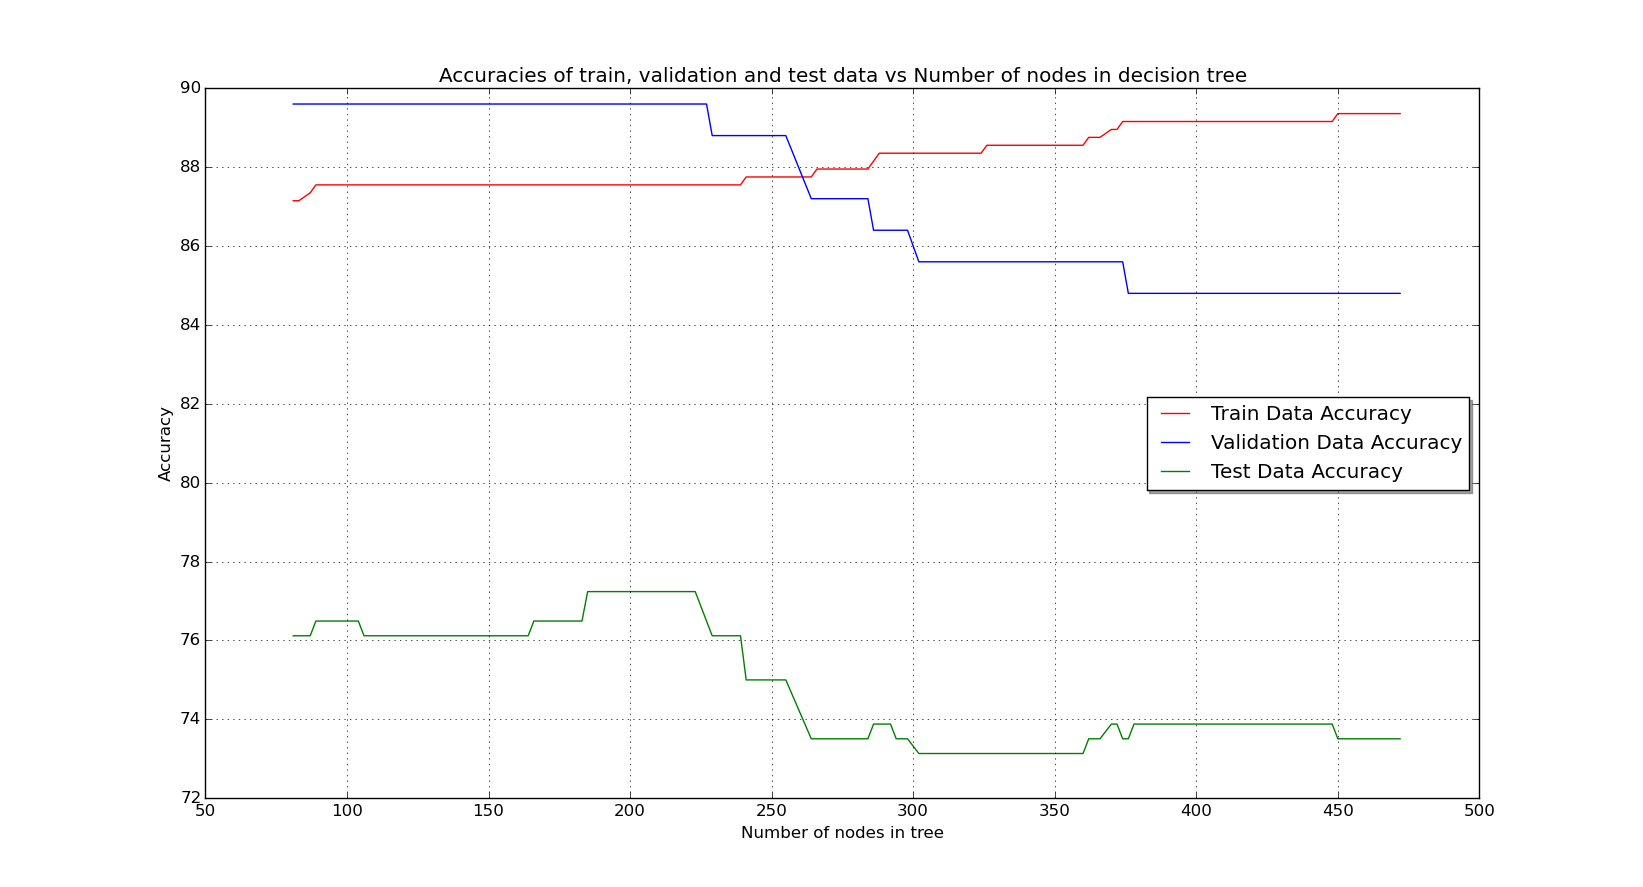 Accuracies of train, validation and test data vs Number of nodes in decision tree
90
88
86
84
82
80
78
76
74
72
Accuracy
Train Data Accuracy
Validation Data Accuracy
Test Data Accuracy
50 100 150 200 250 300 350 400 450 500
Number of nodes in tree